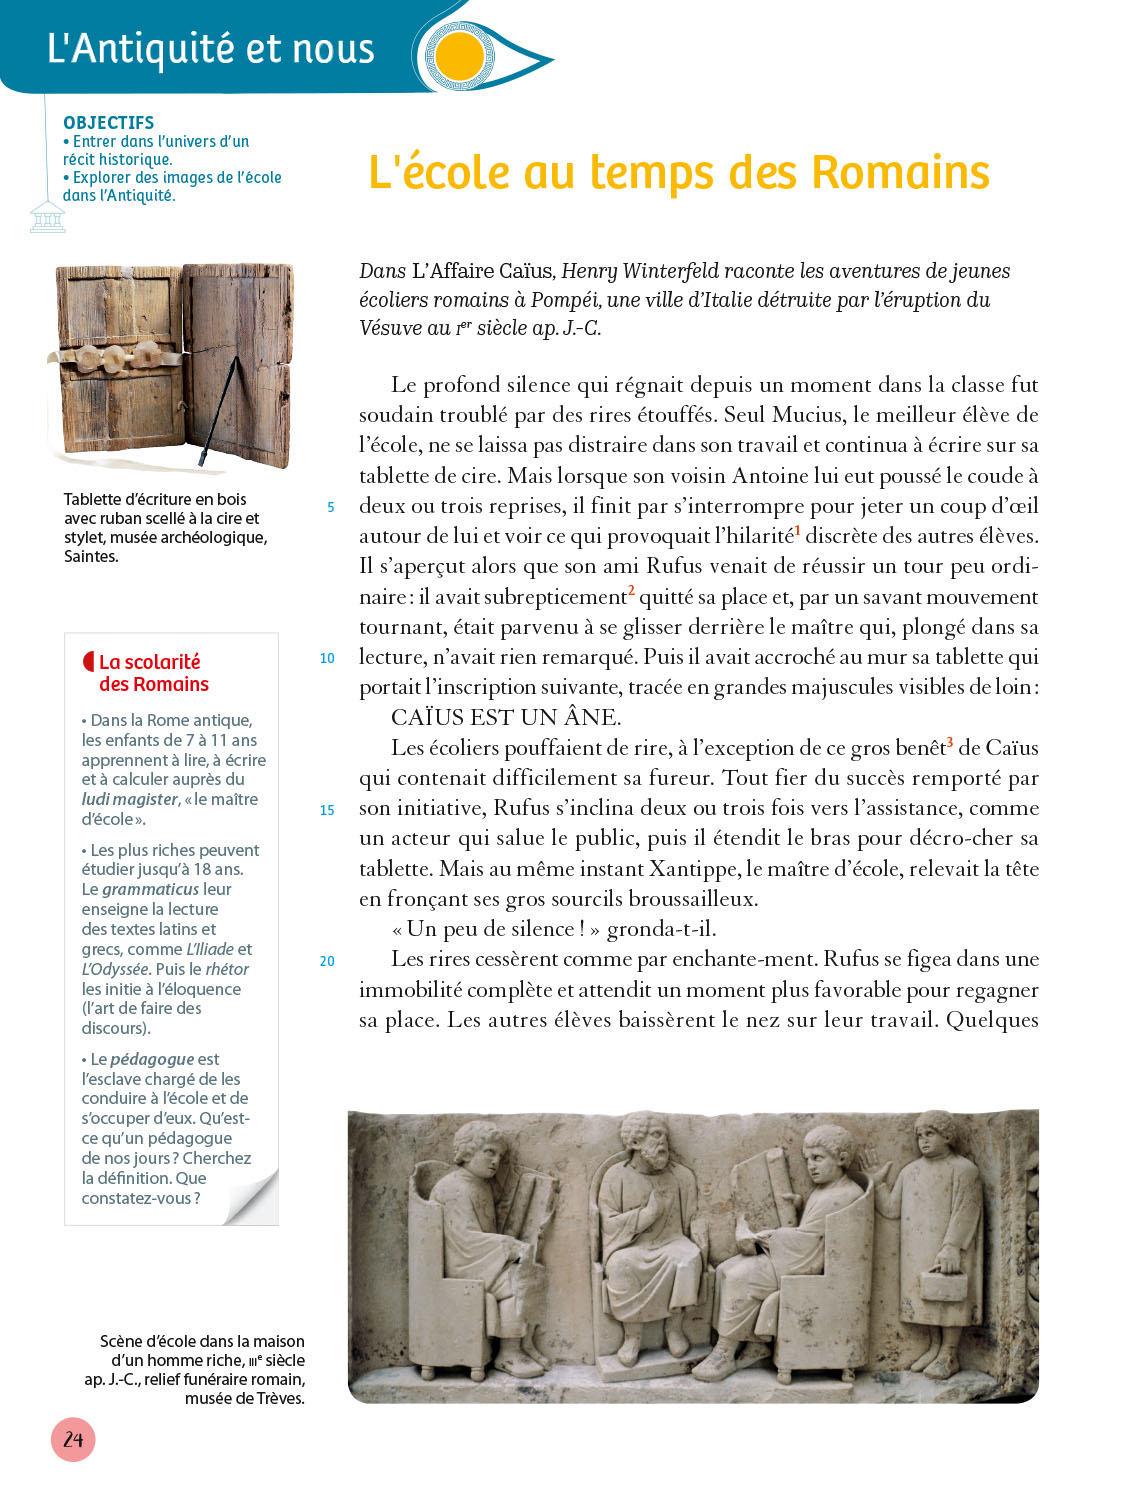 L'Antiquité et nous
OBJECTIFS
• Entrer dans l'univers d'un
récit historique.
• Explorer des images de l'école
dans l'Antiquité.
L'école au temps des Romains
Dans L'Affaire Caïus, Henry Winterfeld raconte les aventures de jeunes
écoliers romains à Pompéi, une ville d'Italie détruite par l'éruption du
Vésuve au Ier siècle ap. J.-C.
Tablette d'écriture en bois
avec ruban scellé à la cire et
stylet, musée archéologique,
Saintes.
Le profond silence qui régnait depuis un moment dans la classe fut
soudain troublé par des rires étouffés. Seul Mucius, le meilleur élève de
l'école, ne se laissa pas distraire dans son travail et continua à écrire sur sa
tablette de cire. Mais lorsque son voisin Antoine lui eut poussé le coude à
5 deux ou trois reprises, il finit par s'interrompre pour jeter un coup d'œil
autour de lui et voir ce qui provoquait l'hilarité1 discrète des autres élèves.
Il s'aperçut alors que son ami Rufus venait de réussir un tour peu ordi-
naire : il avait subrepticement2 quitté sa place et, par un savant mouvement
tournant, était parvenu à se glisser derrière le maître qui, plongé dans sa
10 lecture, n'avait rien remarqué. Puis il avait accroché au mur sa tablette qui
portait l'inscription suivante, tracée en grandes majuscules visibles de loin :
CAÏUS EST UN ÂNE.
Les écoliers pouffaient de rire, à l'exception de ce gros benêt3 de Caïus
qui contenait difficilement sa fureur. Tout fier du succès remporté par
15 son initiative, Rufus s'inclina deux ou trois fois vers l'assistance, comme
un acteur qui salue le public, puis il étendit le bras pour décro-cher sa
tablette. Mais au même instant Xantippe, le maître d'école, relevait la tête
en fronçant ses gros sourcils broussailleux.
« Un peu de silence ! » gronda-t-il.
20 Les rires cessèrent comme par enchante-ment. Rufus se figea dans une
immobilité complète et attendit un moment plus favorable pour regagner
sa place. Les autres élèves baissèrent le nez sur leur travail. Quelques
La scolarité
des Romains
• Dans la Rome antique,
les enfants de 7 à 11 ans
apprennent à lire, à écrire
et à calculer auprès du
ludi magister, « le maître
d'école ».
• Les plus riches peuvent
étudier jusqu'à 18 ans.
Le grammaticus leur
enseigne la lecture
des textes latins et
grecs, comme L'Iliade et
L'Odyssée. Puis le rhétor
les initie à l'éloquence
(l'art de faire des
discours).
• Le pédagogue est
l'esclave chargé de les
conduire à l'école et de
s'occuper d'eux. Qu'est-
ce qu'un pédagogue
de nos jours ? Cherchez
la définition. Que
constatez-vous ?
Scène d'école dans la maison
d'un homme riche, IIIe siècle
ap. J.-C., relief funéraire romain,
musée de Trèves.
24